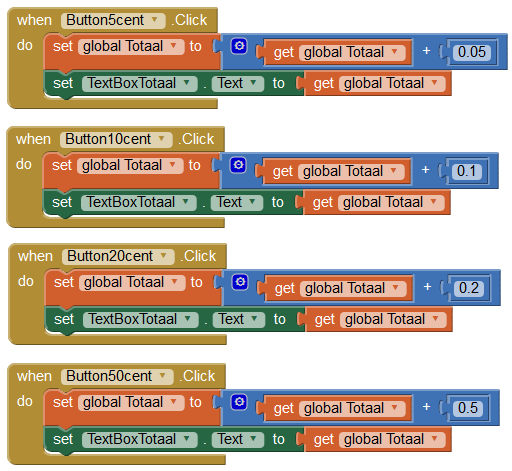 when Button5cent .Click
do set global Totaal to get global Totaal + 0.05
set TextBoxTotaal . Text to get global Totaal
when Button10cent .Click
do set global Totaal to get global Totaal + 0.1
set TextBoxTotaal . Text to get global Totaal
when Button20cent .Click
do set global Totaal to get global Totaal + 0.2
set TextBoxTotaal . Text to get global Totaal
when Button50cent .Click
do set global Totaal to get global Totaal + 0.5
set TextBoxTotaal . Text to get global Totaal